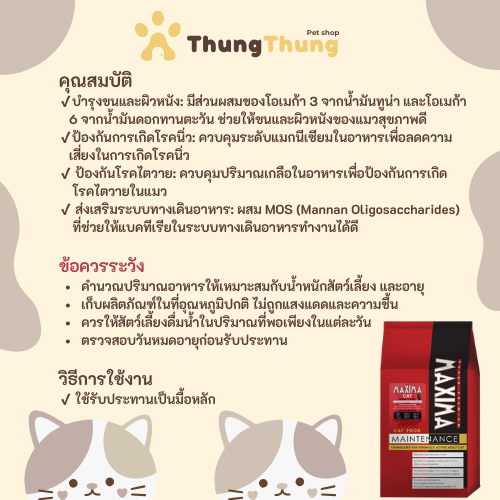 Pet shop
ThungThung
คุณสมบัติ
✓บำรุงขนและผิวหนัง: มีส่วนผสมของโอเมก้า 3 จากน้ำมันทูน่า และโอเมก้า
6 จากน้ำมันดอกทานตะวัน ช่วยให้ขนและผิวหนังของแมวสุขภาพดี
✓ป้องกันการเกิดโรคนิ่ว: ควบคุมระดับแมกนีเซียมในอาหารเพื่อลดความ
เสี่ยงในการเกิดโรคนิ่ว
✓ ป้องกันโรคไตวาย: ควบคุมปริมาณเกลือในอาหารเพื่อป้องกันการเกิด
โรคไตวายในแมว
✓ ส่งเสริมระบบทางเดินอาหาร: ผสม MOS (Mannan Oligosaccharides)
ที่ช่วยให้แบคทีเรียในระบบทางเดินอาหารทำงานได้ดี
ข้อควรระวัง
• คำนวณปริมาณอาหารให้เหมาะสมกับน้ำหนักสัตว์เลี้ยง และอายุ
• เก็บผลิตภัณฑ์ในที่อุณหภูมิปกติ ไม่ถูกแสงแดดและความชื้น
• ควรให้สัตว์เลี้ยงดื่มน้ำในปริมาณที่พอเพียงในแต่ละวัน
• ตรวจสอบวันหมดอายุก่อนรับประทาน
วิธีการใช้งาน
✓ ใช้รับประทานเป็นมื้อหลัก
MAXIMA
MAXIMA
CAT
CAT FOOD
MAINTENANCE